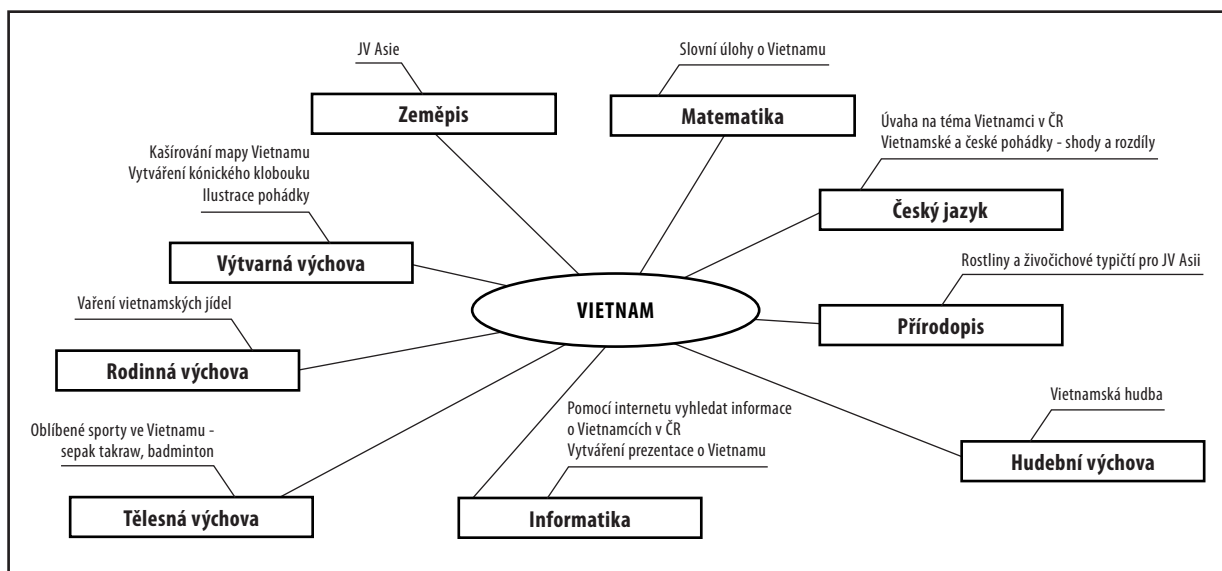 JV Asie
Zeměpis
Slovní úlohy o Vietnamu
Matematika
Úvaha na téma Vietnamci v ČR
Vietnamské a české pohádky - shody a rozdíly
Český jazyk
Kašírování mapy Vietnamu
Vytváření kónického klobouku
Ilustrace pohádky
Výtvarná výchova
Rostliny a živočichové typičtí pro JV Asii
Přírodopis
VIETNAM
Vaření vietnamských jídel
Rodinná výchova
Vietnamská hudba
Hudební výchova
Oblíbené sporty ve Vietnamu -
sepak takraw, badminton
Tělesná výchova
Pomocí internetu vyhledat informace
o Vietnamcích v ČR
Vytváření prezentace o Vietnamu
Informatika